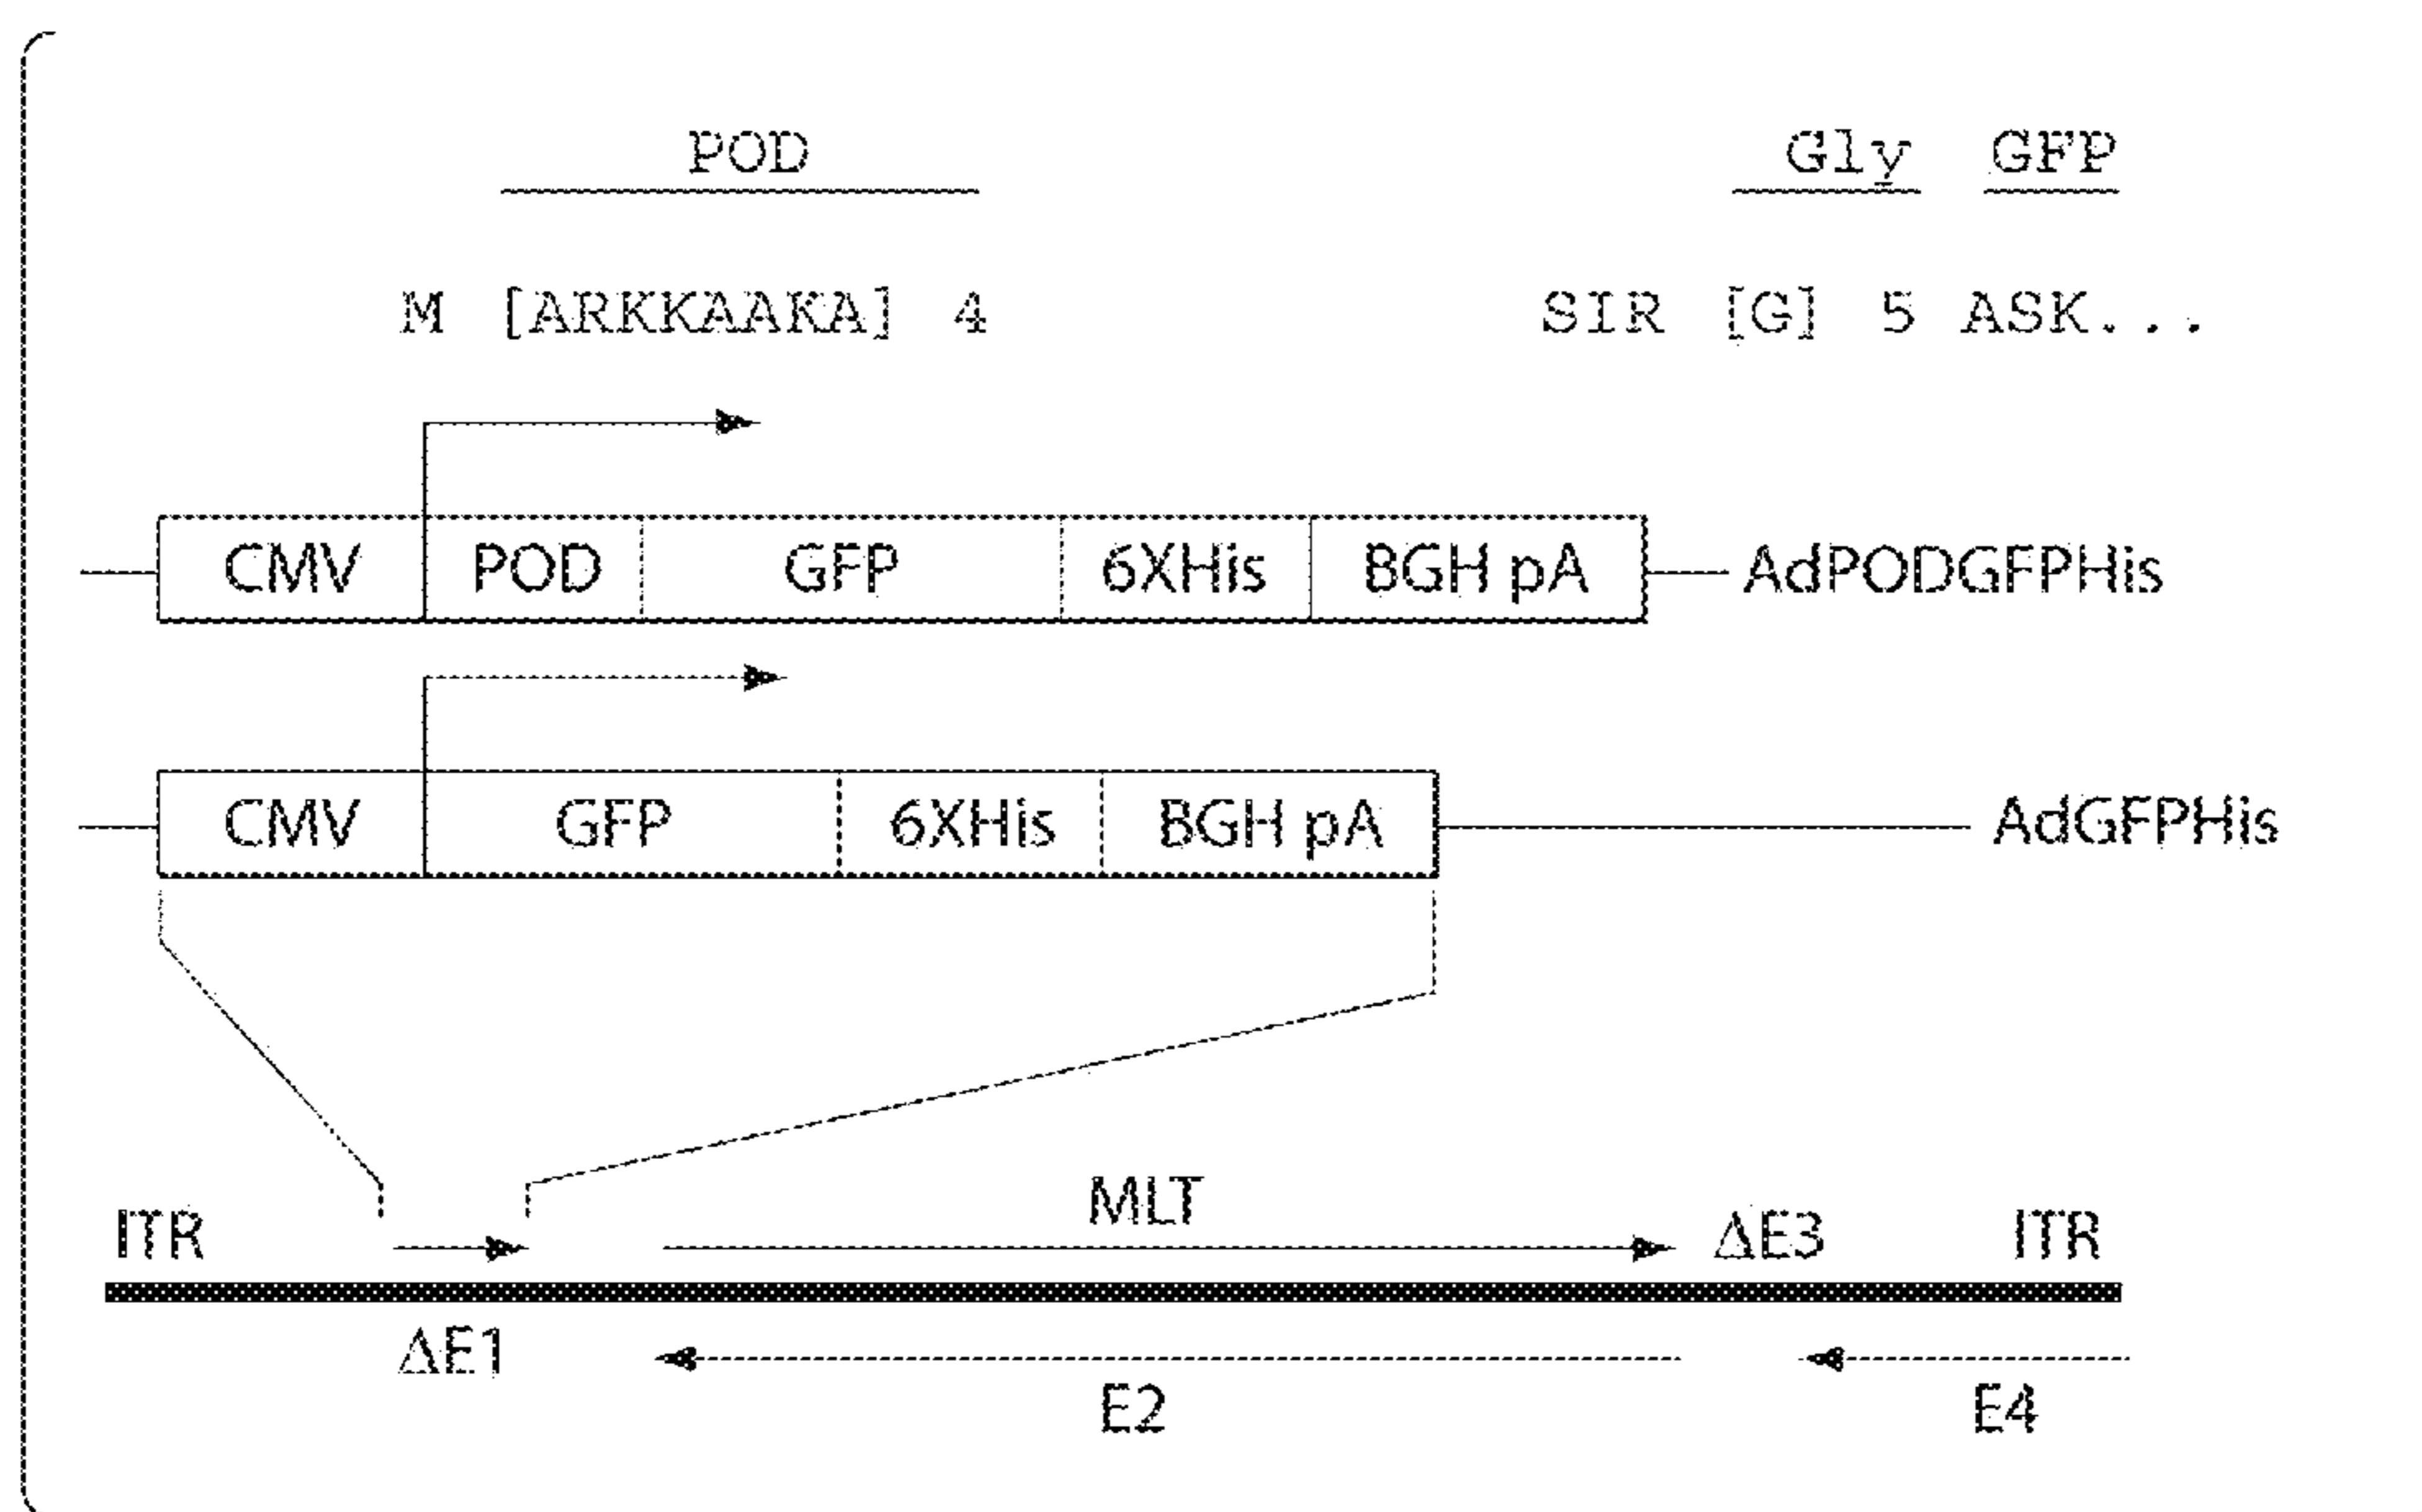 POD Gly GFP
M [ARKKAAKA] 4 SIR [G] 5 ASK...
CMV POD GFP 6XHis BGH pA AdPODGFPHis
CMV GFP 6XHis BGH pA AdGFPHis
MLT
ITR ΔE3 ITR
ΔE1
E2 E4